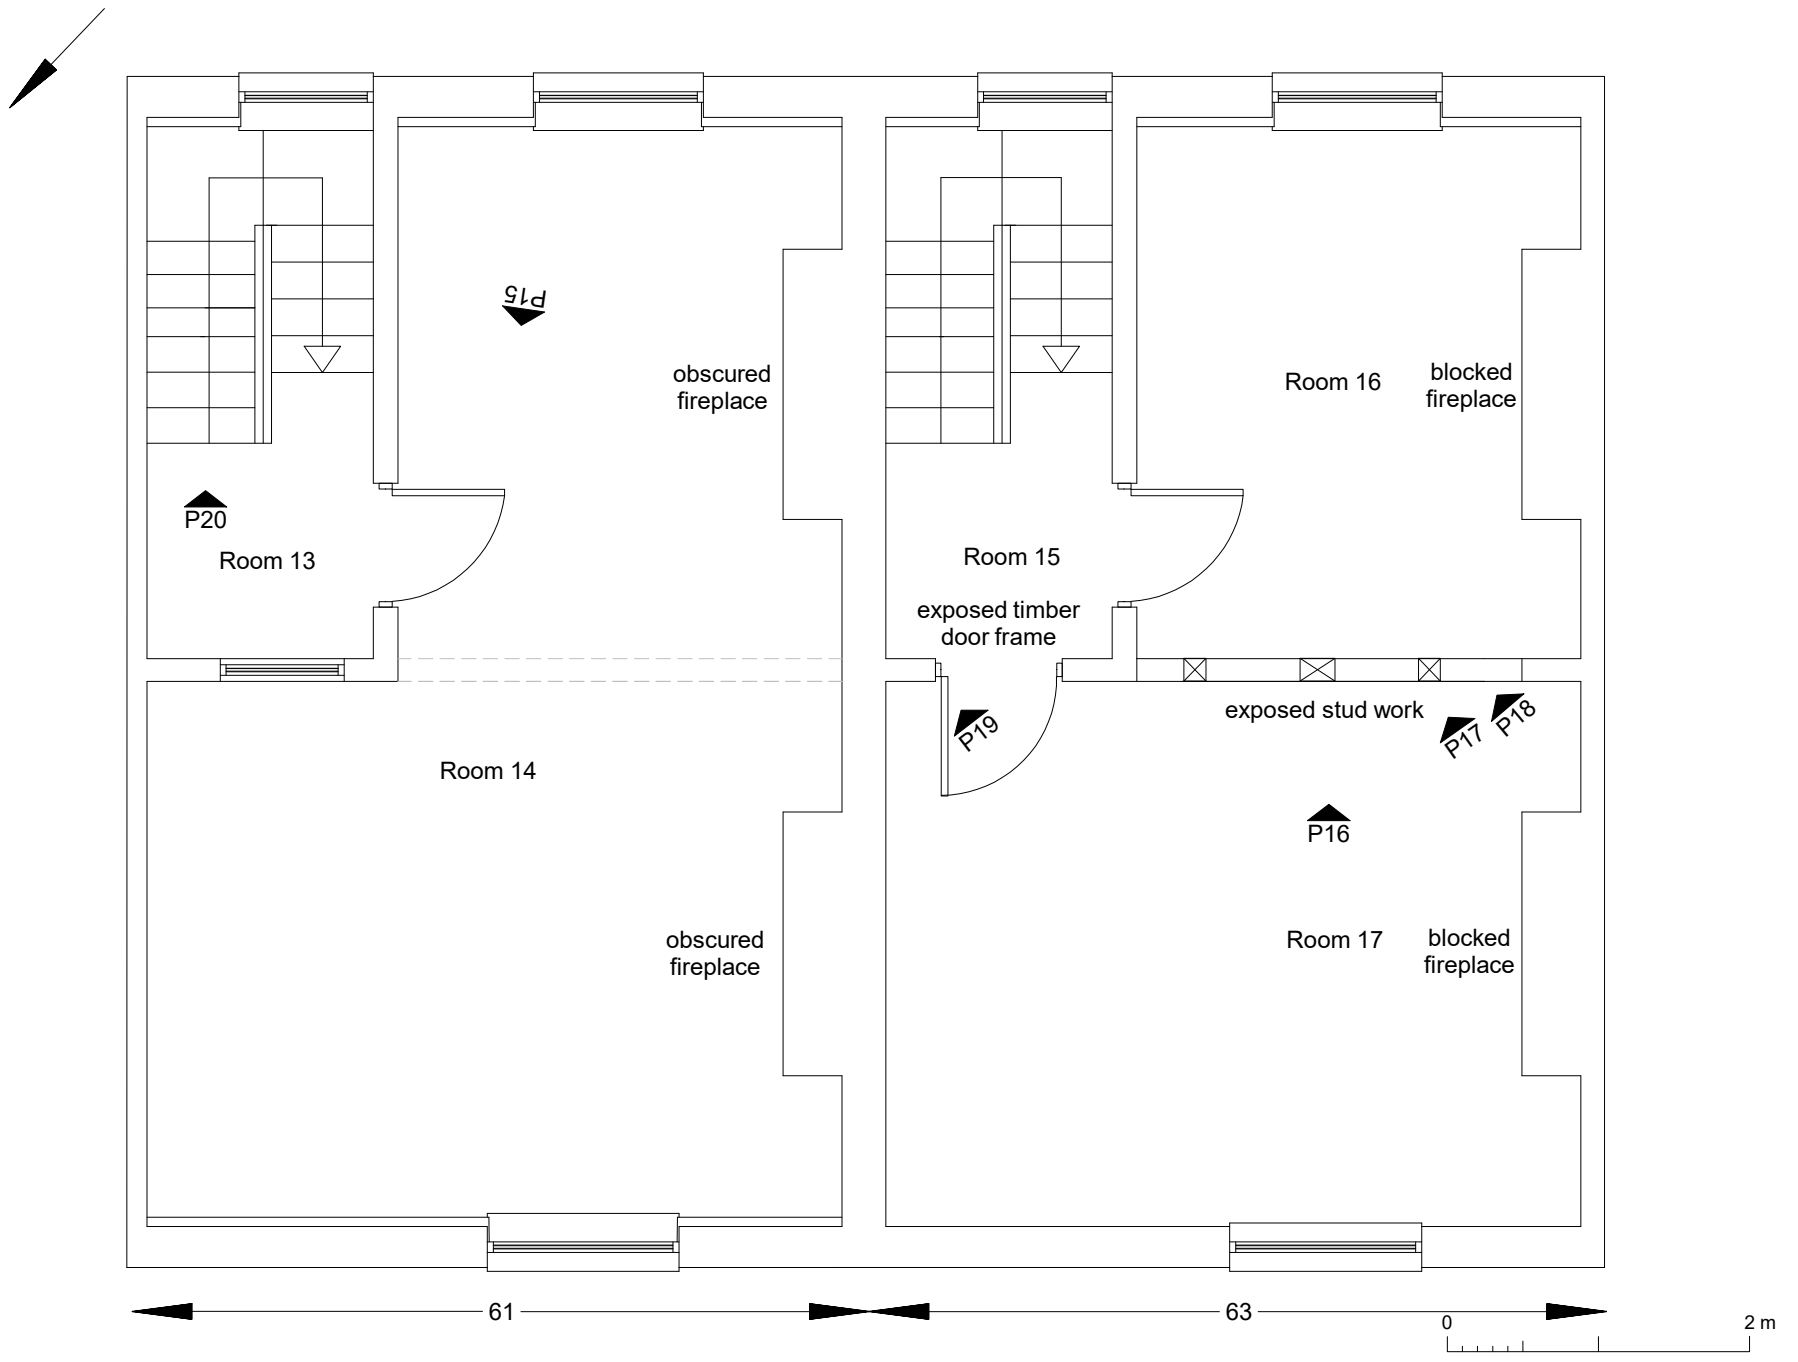 P15
obscured
fireplace
Room 16
blocked
fireplace
P20
Room 13
Room 15
exposed timber
door frame
exposed stud work
P18
P17
P19
Room 14
P16
obscured
fireplace
Room 17
blocked
fireplace
61
63
0
2 m